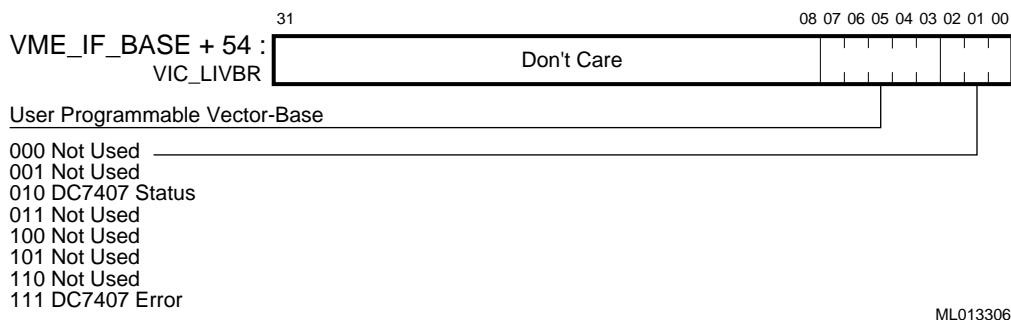 31 08 07 06 05 04 03 02 01 00
VME_IF_BASE + 54 :
Don't Care
VIC_LIVBR
User Programmable Vector-Base
000 Not Used
001 Not Used
010 DC7407 Status
011 Not Used
100 Not Used
101 Not Used
110 Not Used
111 DC7407 Error
ML013306